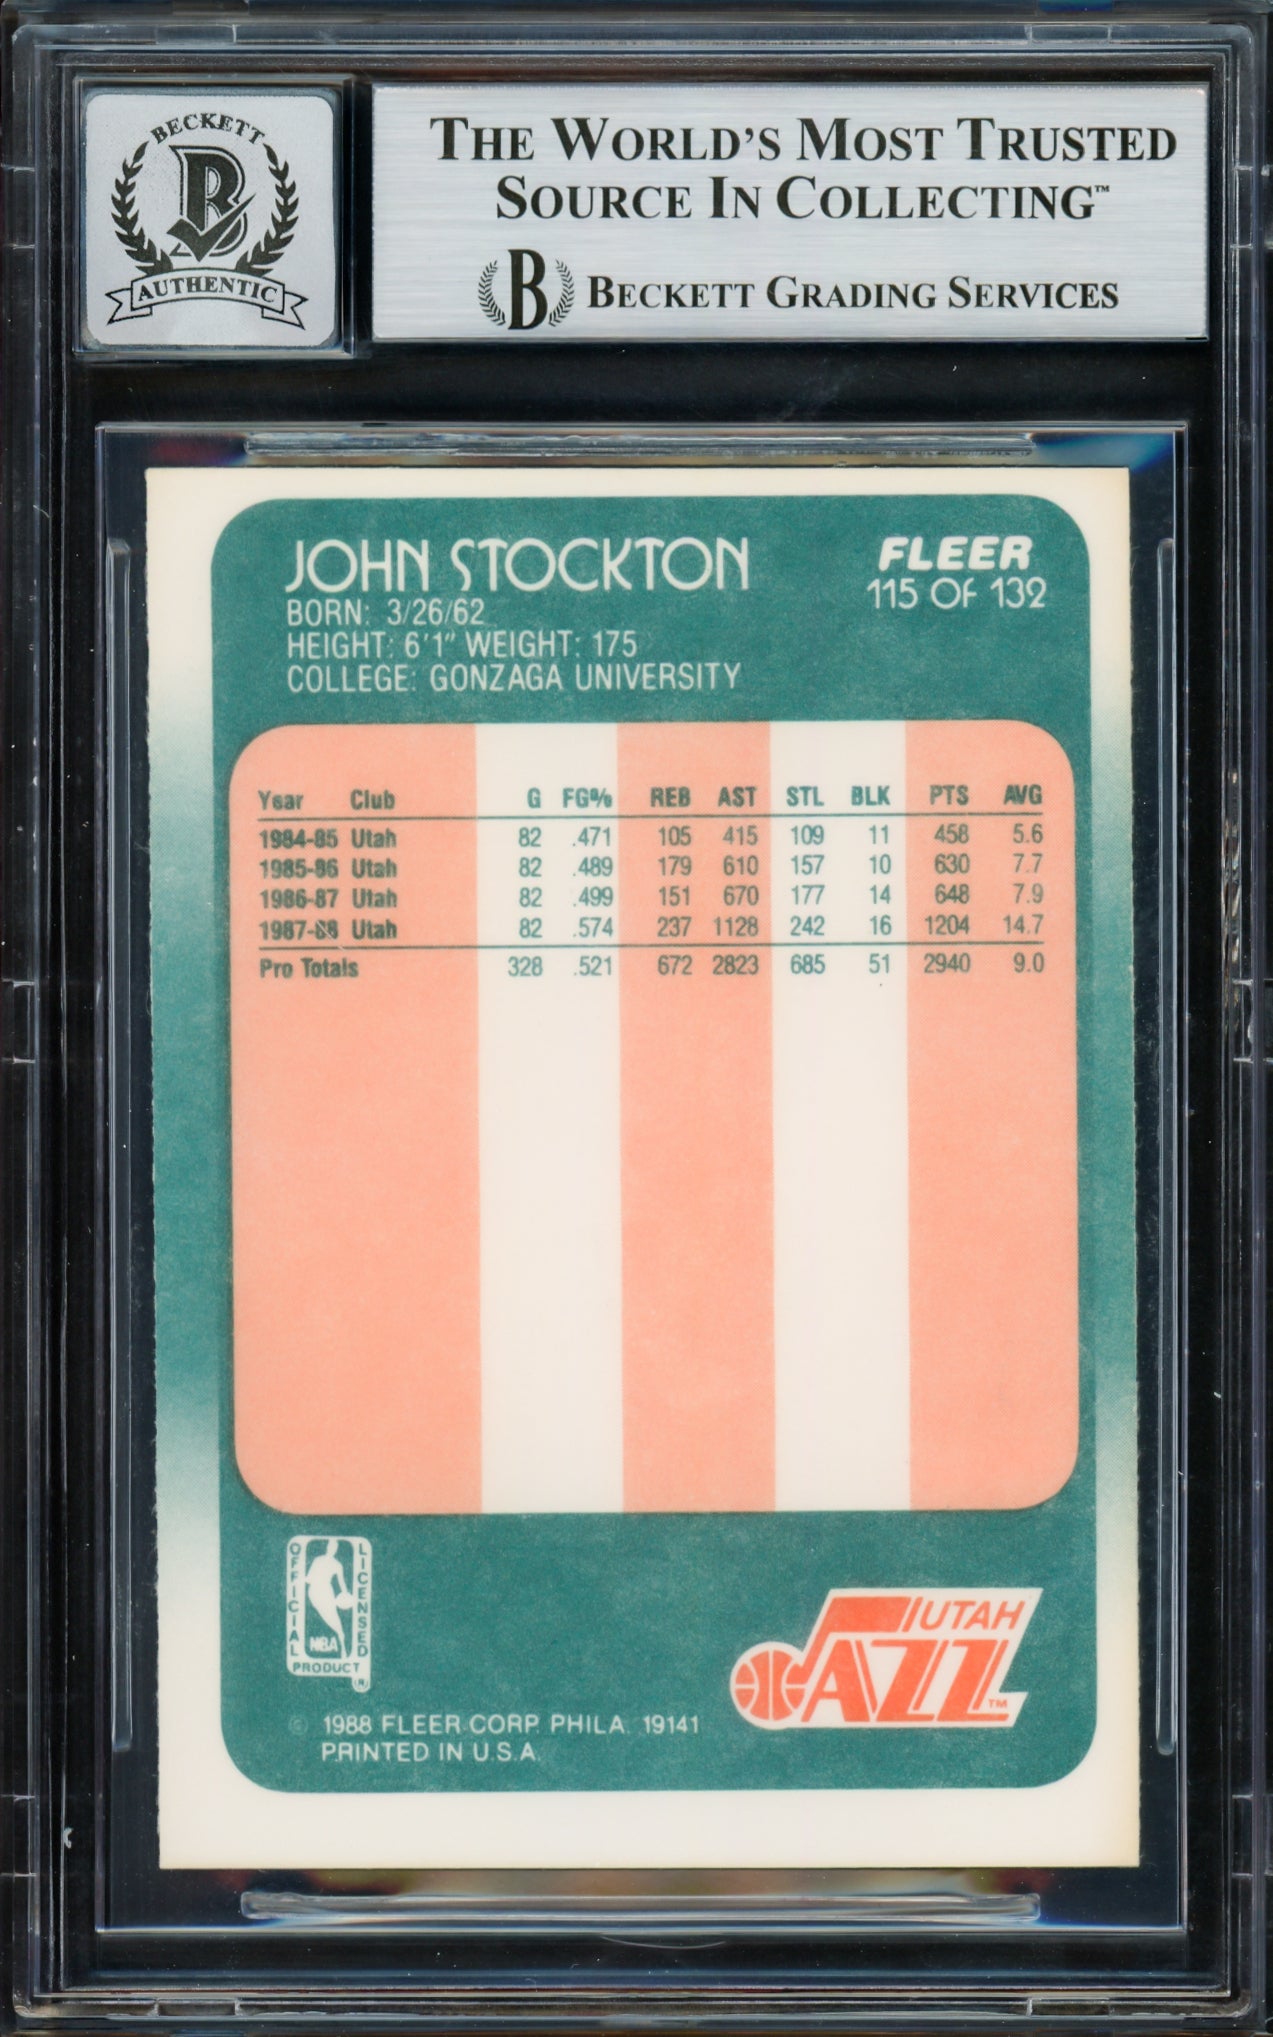 BECKETT
B
AUTHENTIC
THE WORLD'S MOST TRUSTED
SOURCE IN COLLECTING™
B BECKETT GRADING SERVICES
JOHN STOCKTON
FLEER
115 OF 132
BORN: 3/26/62
HEIGHT: 6'1" WEIGHT: 175
COLLEGE: GONZAGA UNIVERSITY
Year Club G FG% REB AST STL BLK PTS AVG
1984-85 Utah 82 .471 105 415 109 11 458 5.6
1985-86 Utah 82 .489 179 610 157 10 630 7.7
1986-87 Utah 82 .499 151 670 177 14 648 7.9
1987-88 Utah 82 .574 237 1128 242 16 1204 14.7
Pro Totals 328 .521 672 2823 685 51 2940 9.0
OFFICIAL
LICENSED
NBA
PRODUCT ®
UTAH
JAZZ™
© 1988 FLEER CORP. PHILA. 19141
PRINTED IN U.S.A.